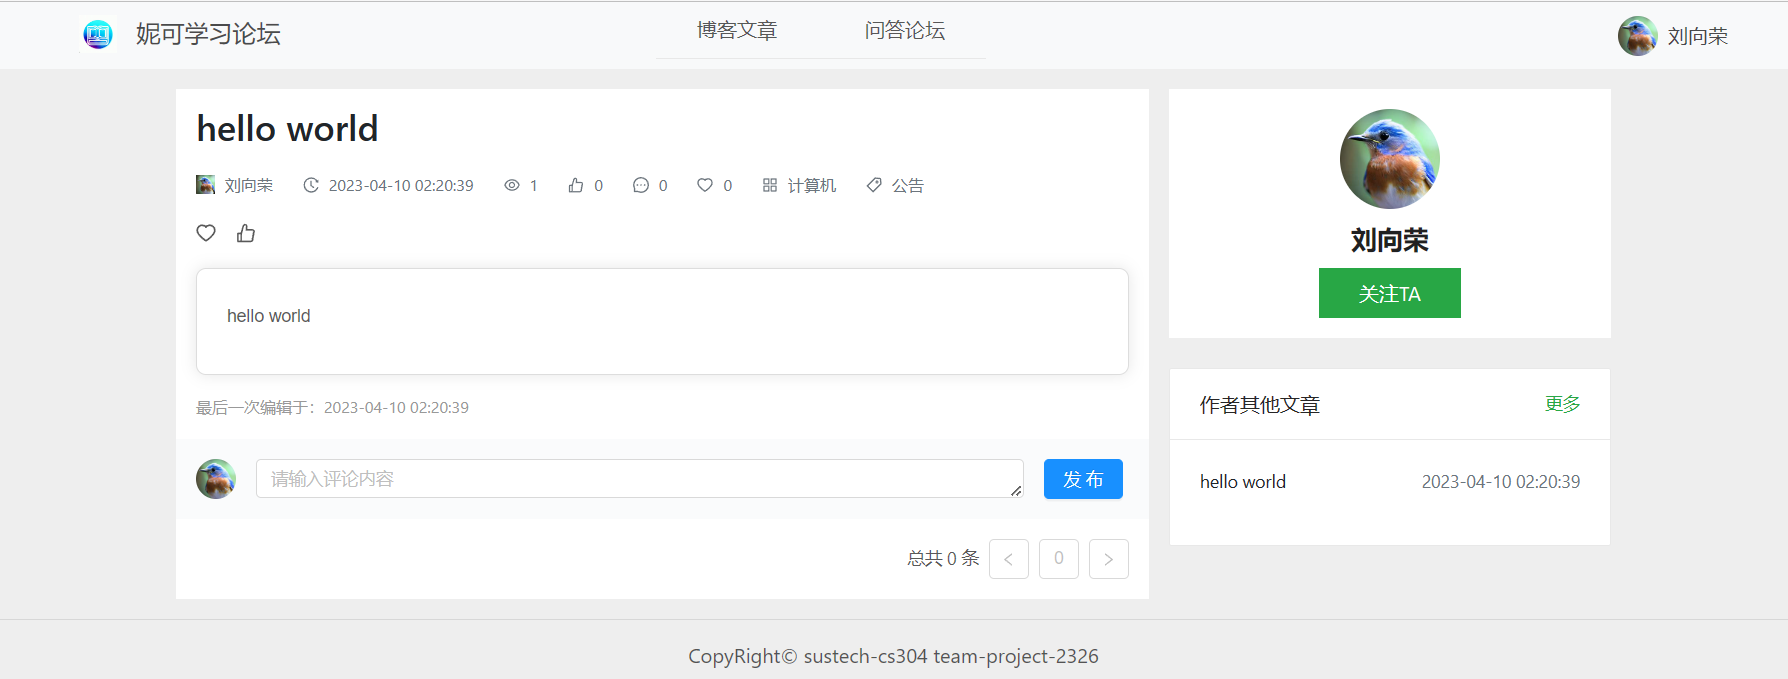 妮可学习论坛
博客文章 问答论坛
刘向荣
hello world
刘向荣 2023-04-10 02:20:39 1 0 0 0 计算机 公告
hello world
最后一次编辑于：2023-04-10 02:20:39
请输入评论内容
发 布
总共 0 条 < 0 >
刘向荣
关注TA
作者其他文章 更多
hello world 2023-04-10 02:20:39
CopyRight© sustech-cs304 team-project-2326